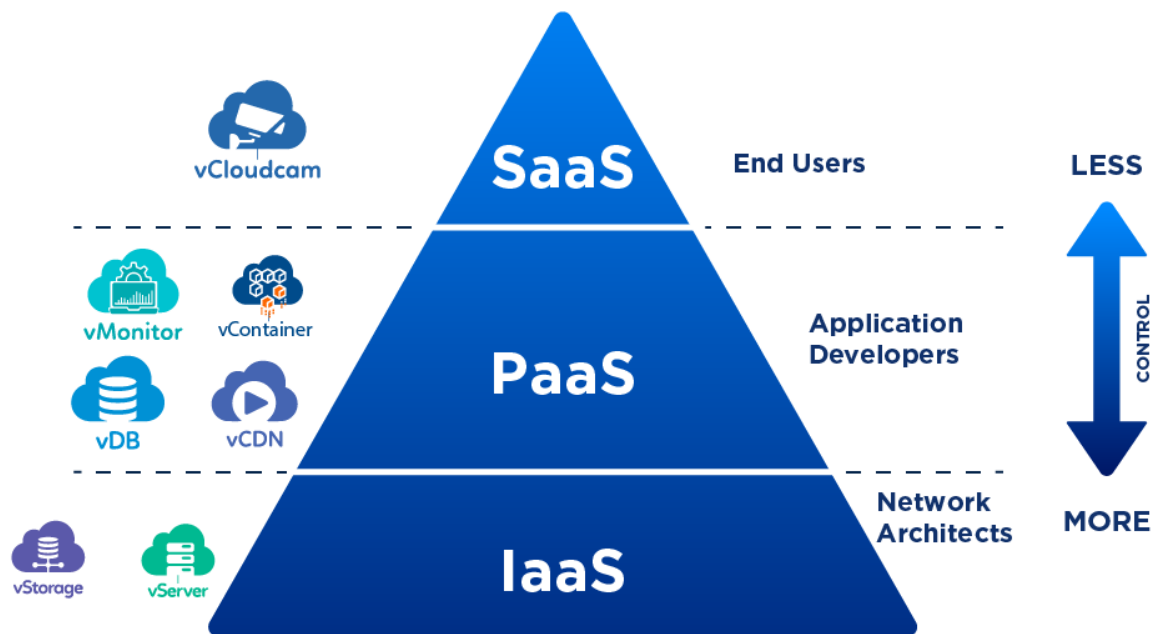 vCloudcam
SaaS
End Users
LESS
vMonitor
vContainer
vDB
vCDN
PaaS
Application
Developers
CONTROL
vStorage
vServer
IaaS
Network
Architects
MORE